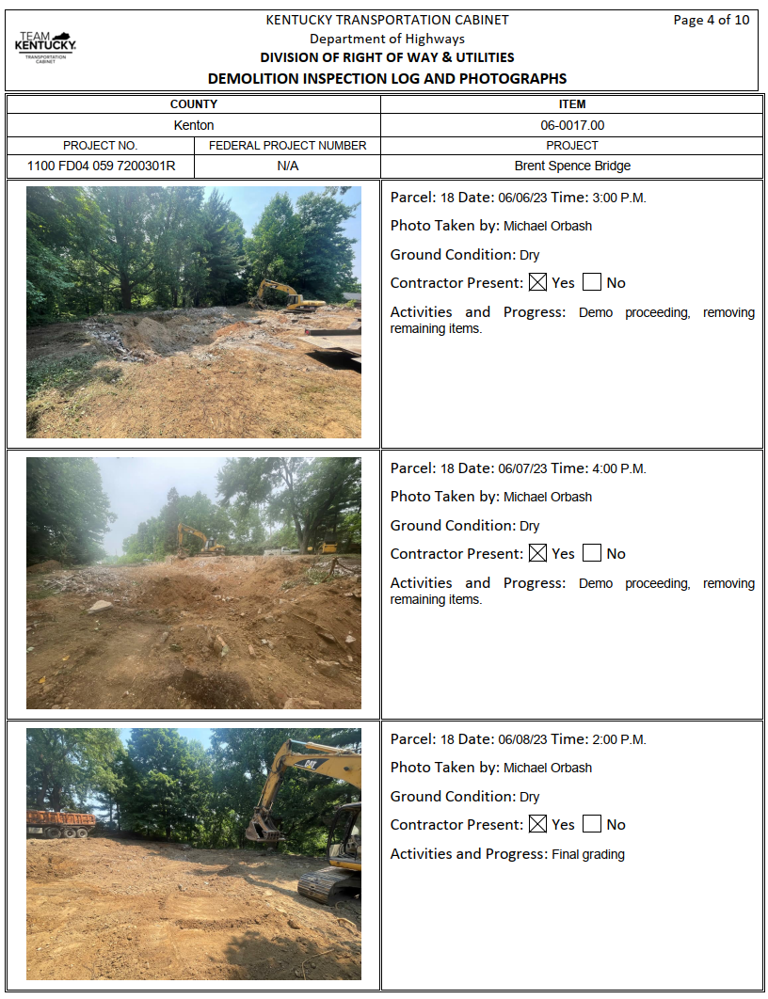 KENTUCKY TRANSPORTATION CABINET
Page 4 of 10
Department of Highways
DIVISION OF RIGHT OF WAY & UTILITIES
DEMOLITION INSPECTION LOG AND PHOTOGRAPHS
TEAM
KENTUCKY
TRANSPORTATION
CABINET
COUNTY
ITEM
Kenton
06-0017.00
PROJECT NO.
FEDERAL PROJECT NUMBER
PROJECT
1100 FD04 059 7200301R
N/A
Brent Spence Bridge
Parcel: 18 Date: 06/06/23 Time: 3:00 P.M.
Photo Taken by: Michael Orbash
Ground Condition: Dry
Contractor Present: ☒ Yes ☐ No
Activities and Progress: Demo proceeding, removing
remaining items.
Parcel: 18 Date: 06/07/23 Time: 4:00 P.M.
Photo Taken by: Michael Orbash
Ground Condition: Dry
Contractor Present: ☒ Yes ☐ No
Activities and Progress: Demo proceeding, removing
remaining items.
CAT
Parcel: 18 Date: 06/08/23 Time: 2:00 P.M.
Photo Taken by: Michael Orbash
Ground Condition: Dry
Contractor Present: ☒ Yes ☐ No
Activities and Progress: Final grading